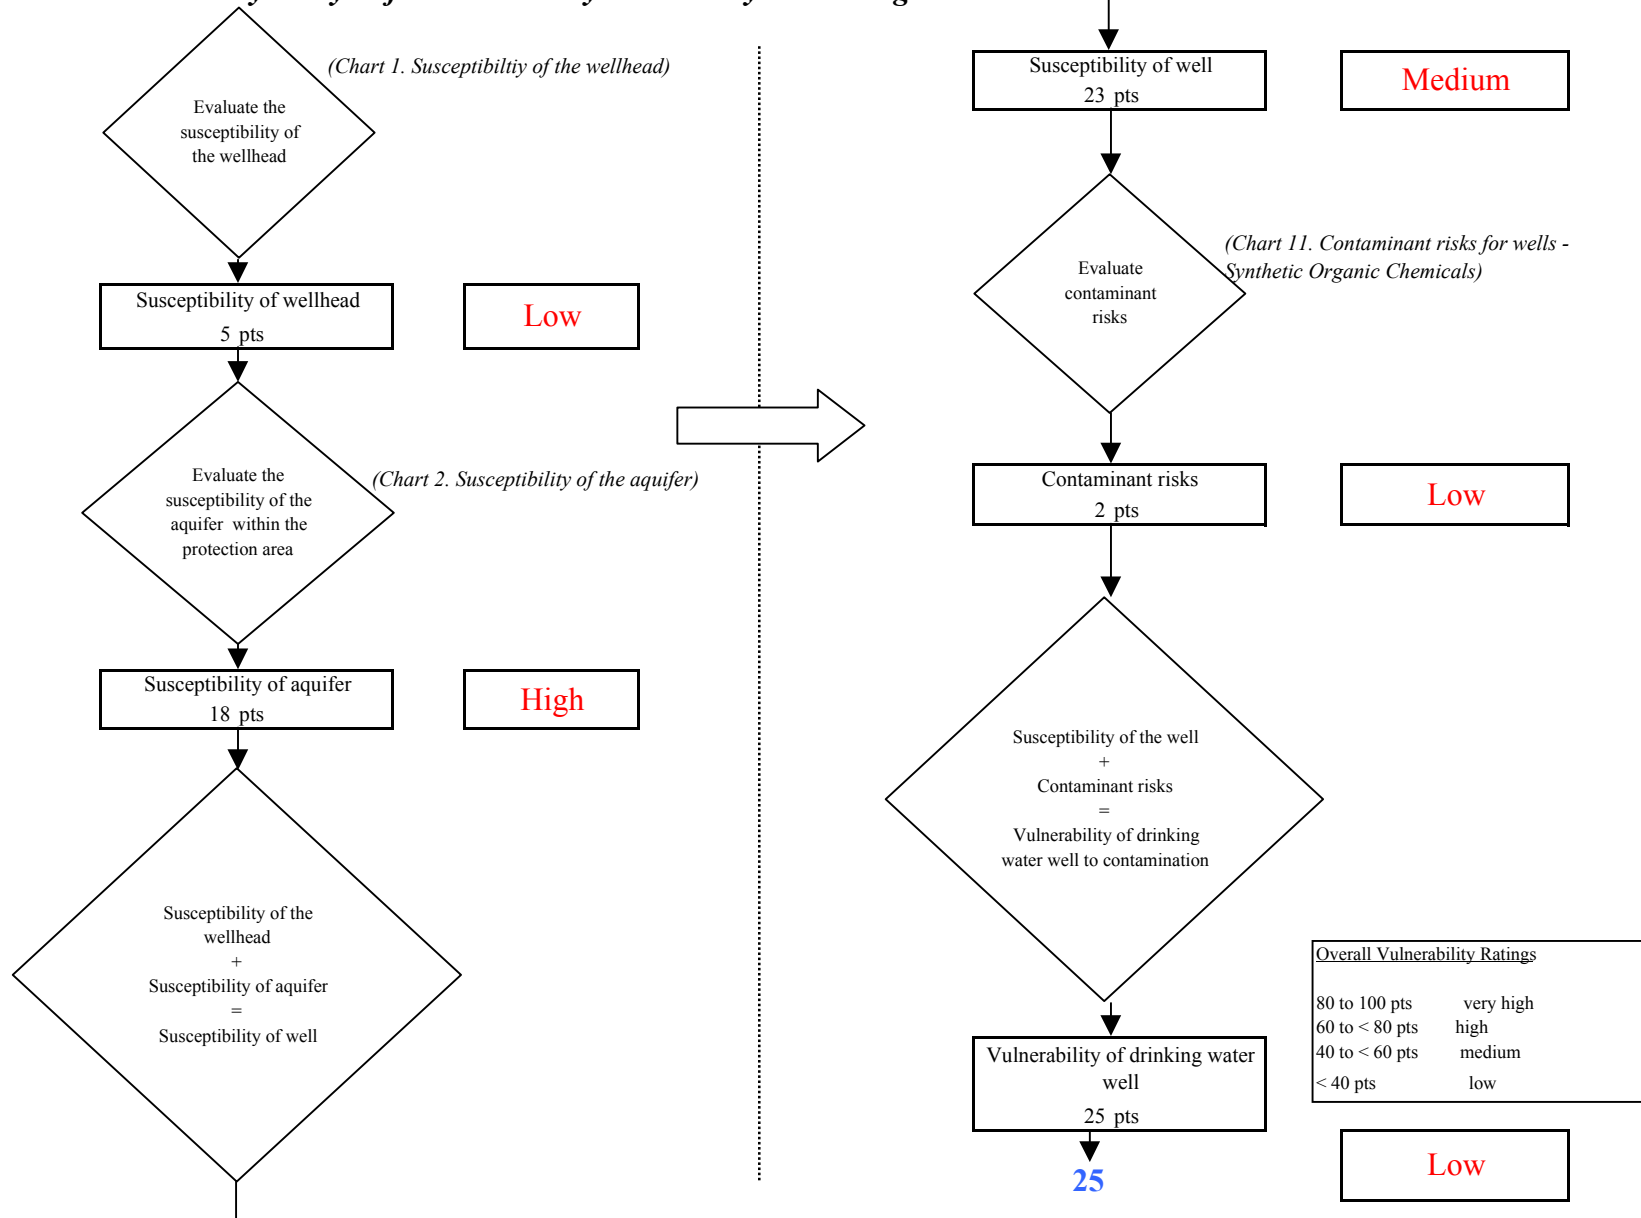 (Chart 1. Susceptibiltiy of the wellhead)
Evaluate the
susceptibility of
the wellhead
Susceptibility of wellhead
5 pts
Low
Evaluate the
susceptibility of the
aquifer within the
protection area
(Chart 2. Susceptibility of the aquifer)
Susceptibility of aquifer
18 pts
High
Susceptibility of the
wellhead
+
Susceptibility of aquifer
=
Susceptibility of well
Susceptibility of well
23 pts
Medium
(Chart 11. Contaminant risks for wells -
Synthetic Organic Chemicals)
Evaluate
contaminant
risks
Contaminant risks
2 pts
Low
Susceptibility of the well
+
Contaminant risks
=
Vulnerability of drinking
water well to contamination
Overall Vulnerability Ratings
80 to 100 pts very high
60 to < 80 pts high
40 to < 60 pts medium
< 40 pts low
Vulnerability of drinking water
well
25 pts
25
Low